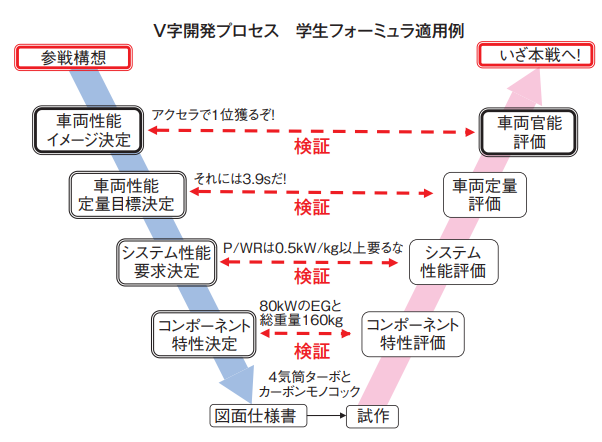 V字開発プロセス　学生フォーミュラ適用例
参戦構想
いざ本戦へ!
車両性能
イメージ決定
アクセラで1位獲るぞ!
検証
車両官能
評価
車両性能
定量目標決定
それには3.9sだ!
検証
車両定量
評価
システム性能
要求決定
P/WRは0.5kW/kg以上要るな
検証
システム
性能評価
コンポーネント
特性決定
80kWのEGと
総重量160kg
検証
コンポーネント
特性評価
4気筒ターボと
カーボンモノコック
図面仕様書
試作